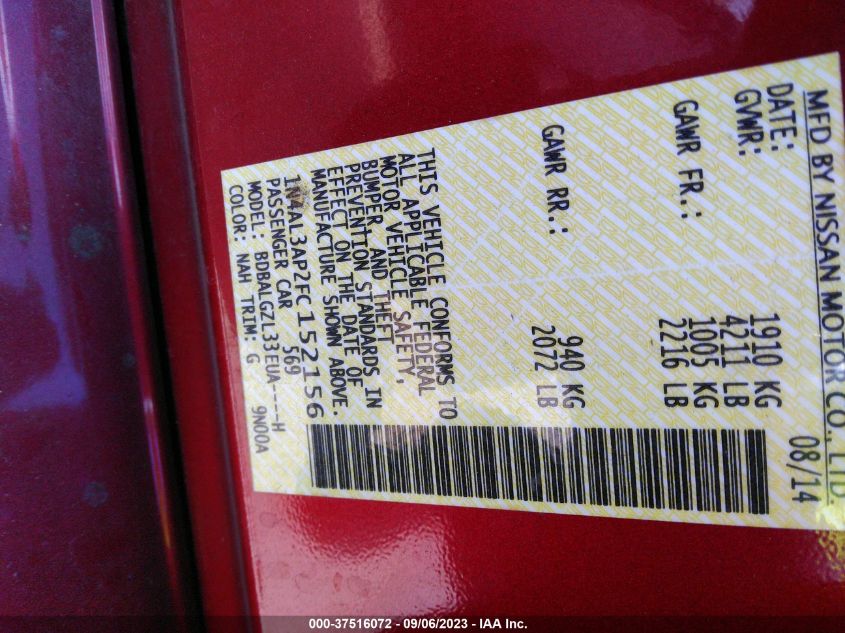 MFD BY NISSAN MOTOR CO., LTD.
DATE: 08/14
GVWR: 1910 KG
4211 LB
GAWR FR.: 1005 KG
2216 LB
GAWR RR.: 940 KG
2072 LB
THIS VEHICLE CONFORMS TO
ALL APPLICABLE FEDERAL
MOTOR VEHICLE SAFETY,
BUMPER, AND THEFT
PREVENTION STANDARDS IN
EFFECT ON THE DATE OF
MANUFACTURE SHOWN ABOVE.
1N4AL3AP2FC152156
PASSENGER CAR 569
MODEL: BDBALGZL33EUA----H
COLOR: NAH TRIM: G 9N00A
000-37516072 - 09/06/2023 - IAA Inc.